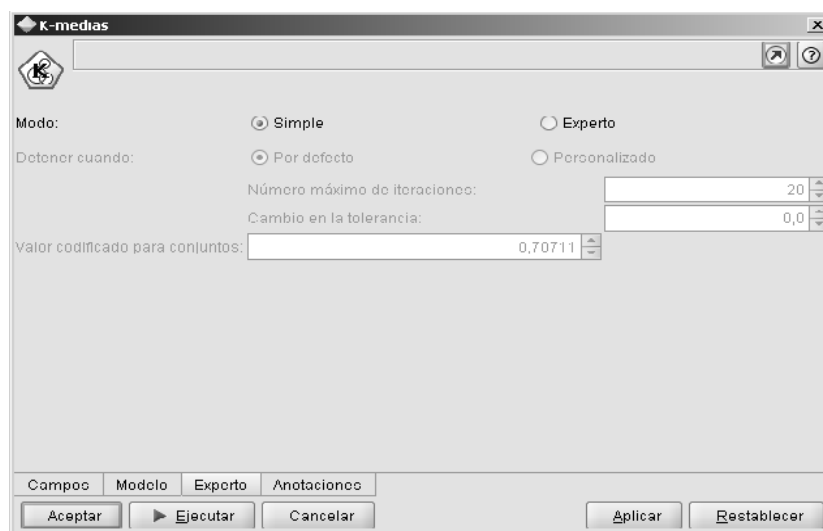 K-medias
Modo: Simple Experto
Detener cuando: Por defecto Personalizado
Número máximo de iteraciones: 20
Cambio en la tolerancia: 0,0
Valor codificado para conjuntos: 0,70711
Campos Modelo Experto Anotaciones
Aceptar Ejecutar Cancelar Aplicar Restablecer